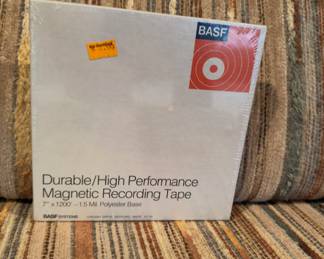 BASF
Durable/High Performance
Magnetic Recording Tape
7" x 1200' – 1.5 Mil Polyester Base
BASF SYSTEMS